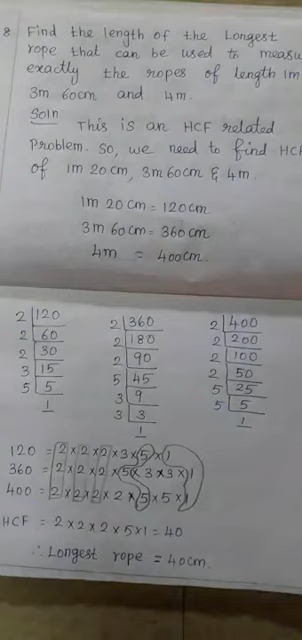 8. Find the length of the Longest
rope that can be used to measu
exactly the ropes of length 1m
3m 60cm and 4m.
Soln
This is an HCF related
Problem. So, we need to find HCF
of 1m 20cm, 3m 60cm & 4m.
1m 20cm = 120cm
3m 60cm = 360cm
4m = 400cm.
2 | 120
2 | 60
2 | 30
3 | 15
5 | 5
1
2 | 360
2 | 180
2 | 90
5 | 45
3 | 9
3 | 3
1
2 | 400
2 | 200
2 | 100
2 | 50
5 | 25
5 | 5
1
120 = 2×2×2×3×5×1
360 = 2×2×2×5×3×3×1
400 = 2×2×2×2×5×5×1
HCF = 2×2×2×5×1 = 40
∴ Longest rope = 40cm.